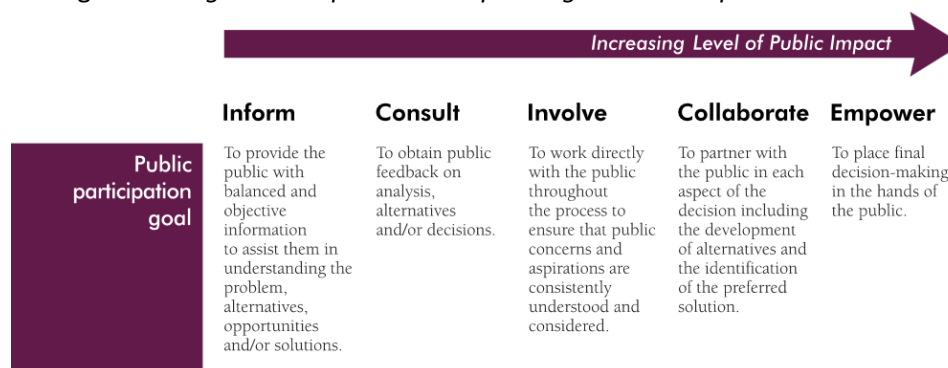 Increasing Level of Public Impact
Inform
Consult
Involve
Collaborate
Empower
Public
participation
goal
To provide the
public with
balanced and
objective
information
to assist them in
understanding the
problem,
alternatives,
opportunities
and/or solutions.
To obtain public
feedback on
analysis,
alternatives
and/or decisions.
To work directly
with the public
throughout
the process to
ensure that public
concerns and
aspirations are
consistently
understood and
considered.
To partner with
the public in each
aspect of the
decision including
the development
of alternatives and
the identification
of the preferred
solution.
To place final
decision-making
in the hands of
the public.